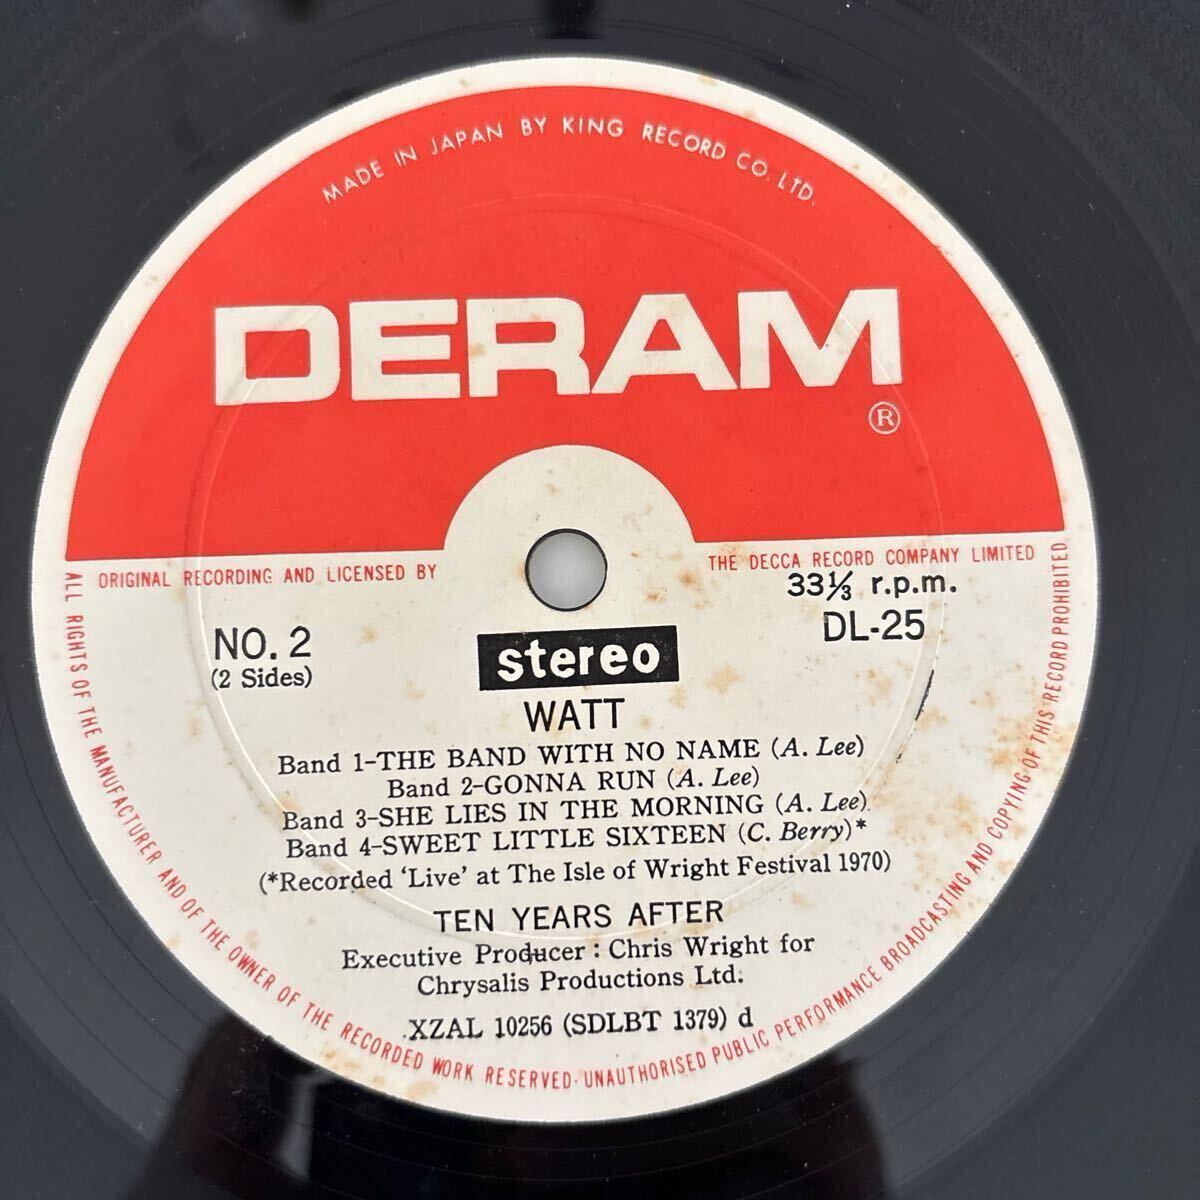 MADE IN JAPAN BY KING RECORD CO. LTD.
DERAM
®
ORIGINAL RECORDING AND LICENSED BY
THE DECCA RECORD COMPANY LIMITED
33⅓ r.p.m.
NO. 2
DL-25
(2 Sides)
stereo
WATT
Band 1-THE BAND WITH NO NAME (A. Lee)
Band 2-GONNA RUN (A. Lee)
Band 3-SHE LIES IN THE MORNING (A. Lee)
Band 4-SWEET LITTLE SIXTEEN (C. Berry)*
(*Recorded 'Live' at The Isle of Wright Festival 1970)
TEN YEARS AFTER
Executive Producer : Chris Wright for
Chrysalis Productions Ltd.
XZAL 10256 (SDLBT 1379) d
ALL RIGHTS OF THE MANUFACTURER AND OF THE OWNER OF THE RECORDED WORK RESERVED· UNAUTHORISED PUBLIC PERFORMANCE BROADCASTING AND COPYING OF THIS RECORD PROHIBITED